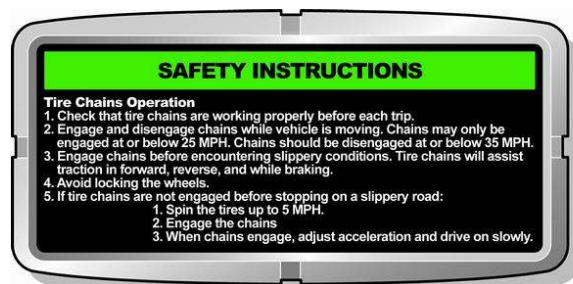 SAFETY INSTRUCTIONS
Tire Chains Operation
1. Check that tire chains are working properly before each trip.
2. Engage and disengage chains while vehicle is moving. Chains may only be
engaged at or below 25 MPH. Chains should be disengaged at or below 35 MPH.
3. Engage chains before encountering slippery conditions. Tire chains will assist
traction in forward, reverse, and while braking.
4. Avoid locking the wheels.
5. If tire chains are not engaged before stopping on a slippery road:
1. Spin the tires up to 5 MPH.
2. Engage the chains
3. When chains engage, adjust acceleration and drive on slowly.